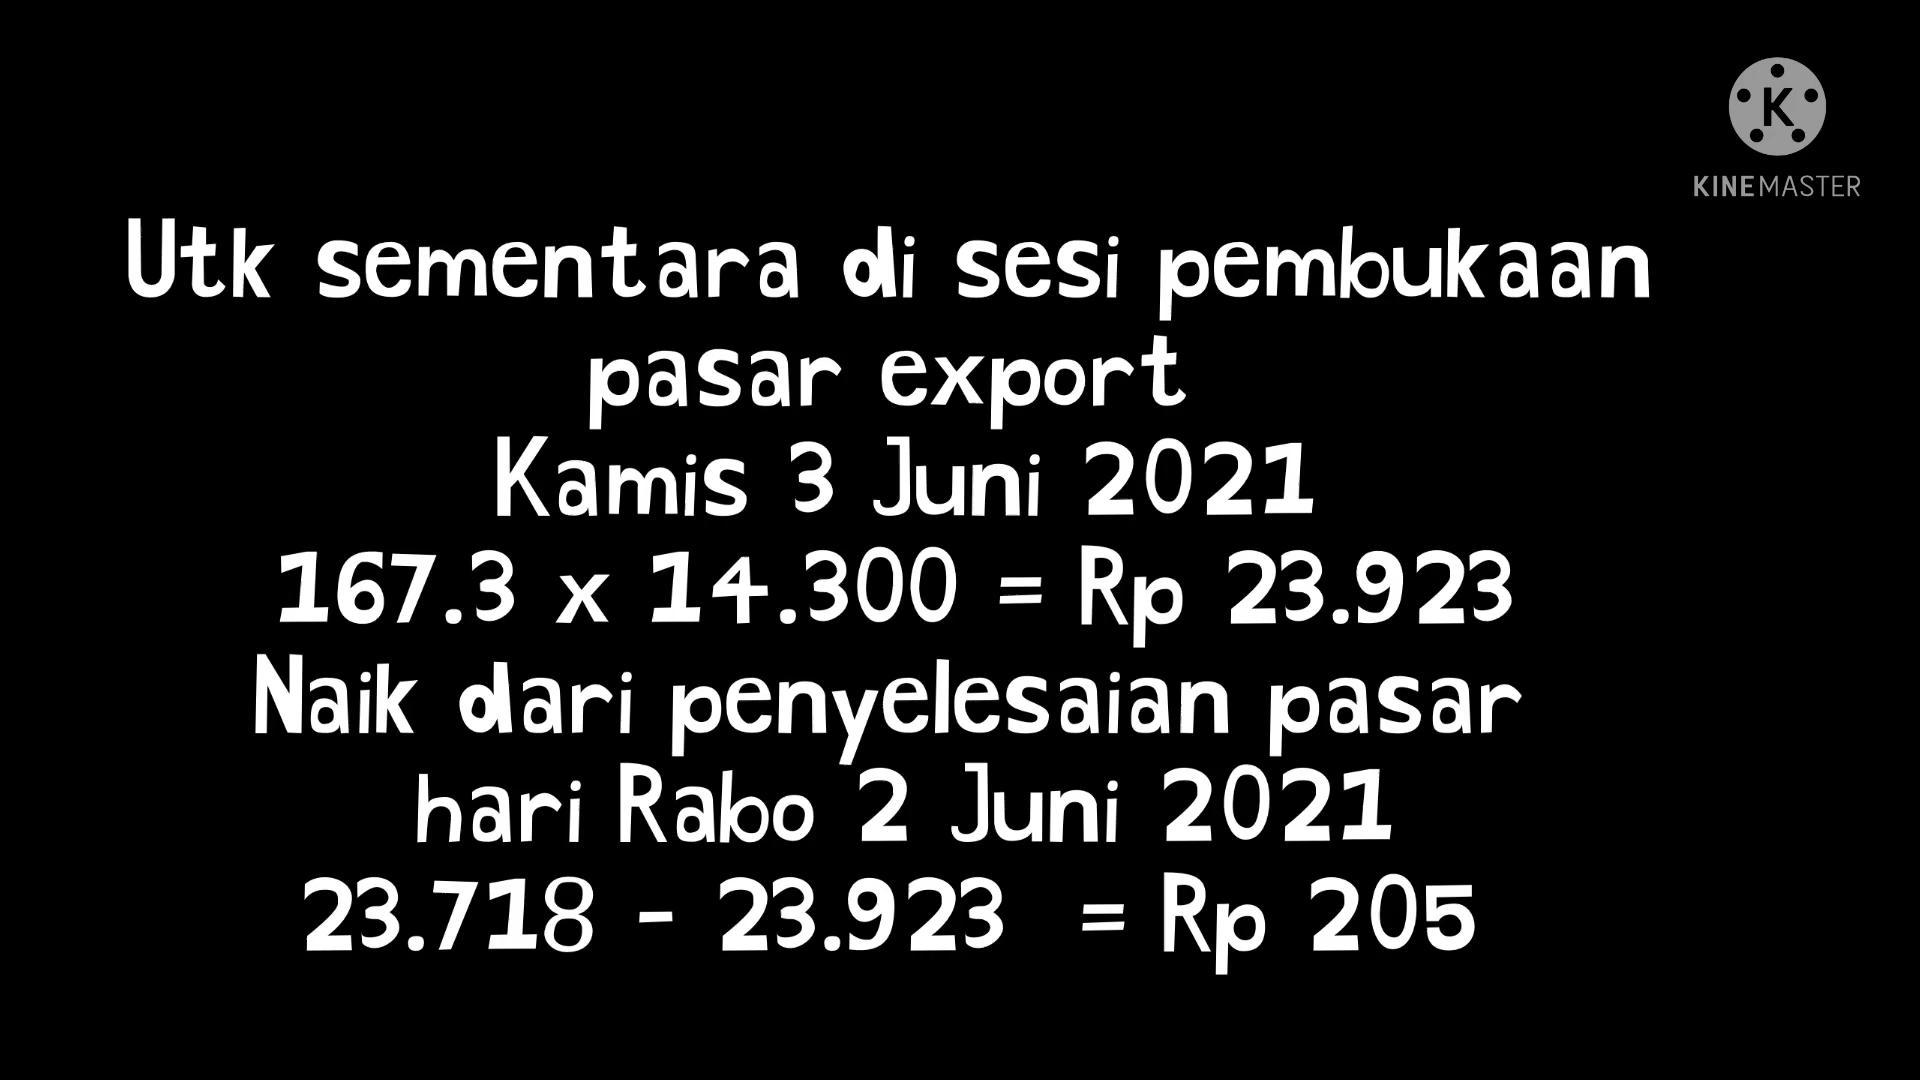 KINEMASTER
Utk sementara di sesi pembukaan
pasar export
Kamis 3 Juni 2021
167.3 x 14.300 = Rp 23.923
Naik dari penyelesaian pasar
hari Rabo 2 Juni 2021
23.718 - 23.923 = Rp 205